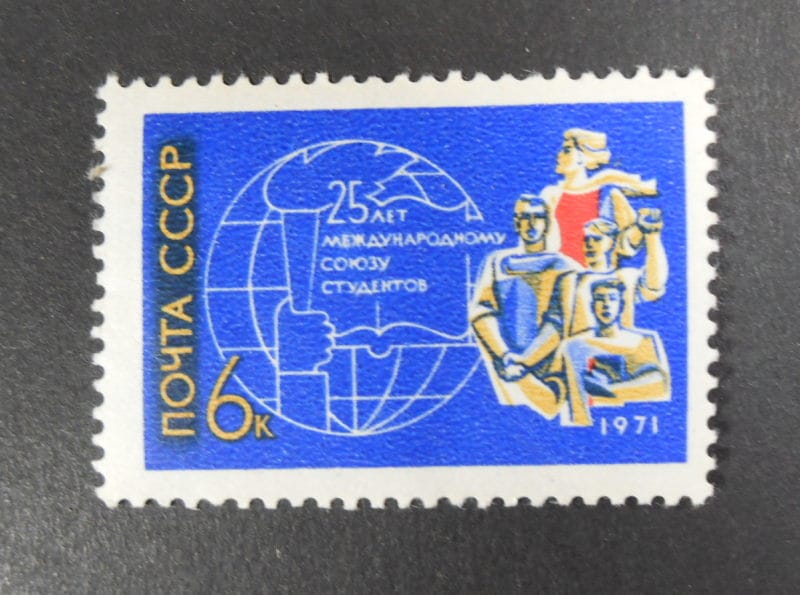 ПОЧТА СССР
6к
25 ЛЕТ
МЕЖДУНАРОДНОМУ
СОЮЗУ
СТУДЕНТОВ
1971